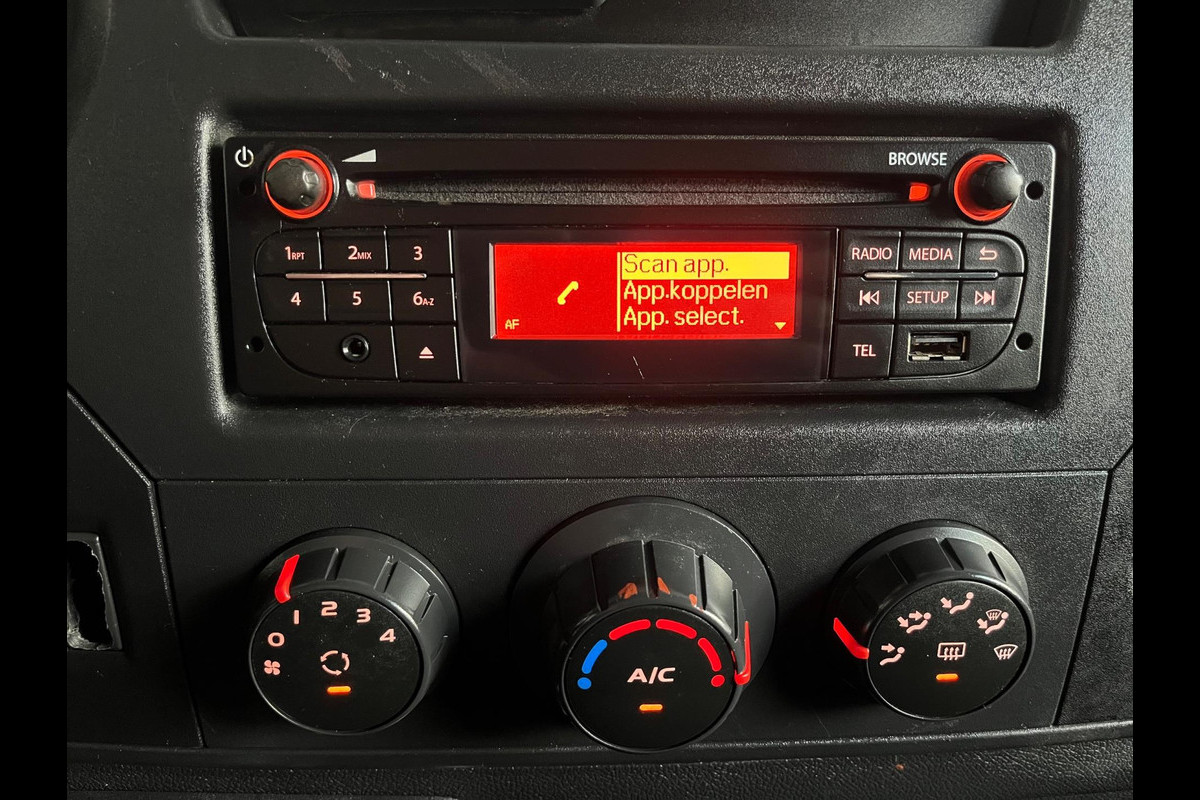 BROWSE
1RPT 2MIX 3
4 5 6A-Z
AF
Scan app.
App.koppelen
App. select.
RADIO MEDIA
SETUP
TEL
0 1 2 3 4
A/C